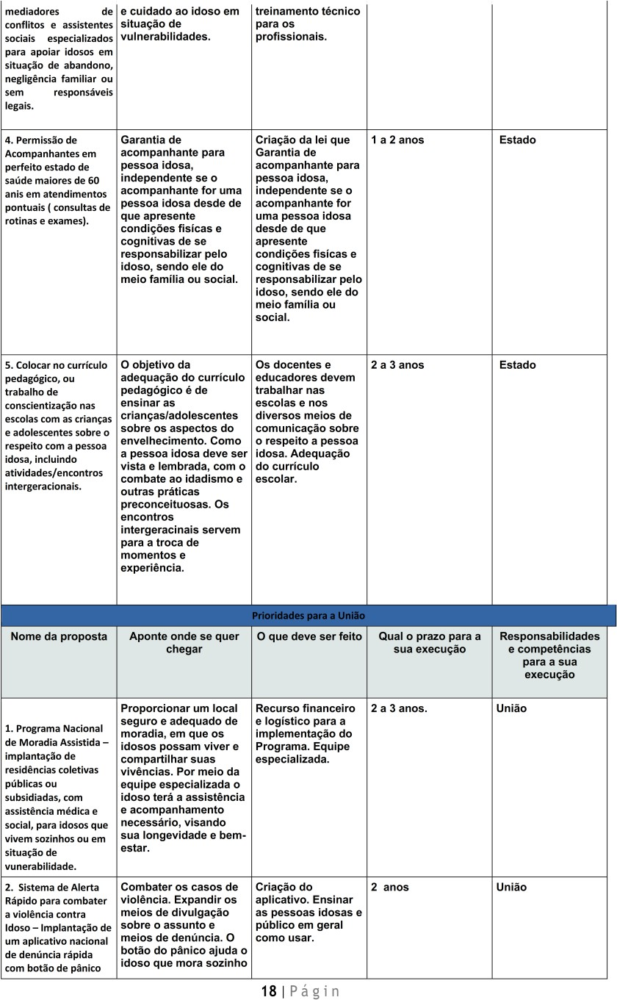 mediadores de
conflitos e assistentes
sociais especializados
para apoiar idosos em
situação de abandono,
negligência familiar ou
sem responsáveis
legais.
e cuidado ao idoso em
situação de
vulnerabilidades.
treinamento técnico
para os
profissionais.
4. Permissão de
Acompanhantes em
perfeito estado de
saúde maiores de 60
anis em atendimentos
pontuais ( consultas de
rotinas e exames).
Garantia de
acompanhante para
pessoa idosa,
independente se o
acompanhante for uma
pessoa idosa desde de
que apresente
condições fisícas e
cognitivas de se
responsabilizar pelo
idoso, sendo ele do
meio família ou social.
Criação da lei que
Garantia de
acompanhante para
pessoa idosa,
independente se o
acompanhante for
uma pessoa idosa
desde de que
apresente
condições fisícas e
cognitivas de se
responsabilizar pelo
idoso, sendo ele do
meio família ou
social.
1 a 2 anos
Estado
5. Colocar no currículo
pedagógico, ou
trabalho de
conscientização nas
escolas com as crianças
e adolescentes sobre o
respeito com a pessoa
idosa, incluindo
atividades/encontros
intergeracionais.
O objetivo da
adequação do currículo
pedagógico é de
ensinar as
crianças/adolescentes
sobre os aspectos do
envelhecimento. Como
a pessoa idosa deve ser
vista e lembrada, com o
combate ao idadismo e
outras práticas
preconceituosas. Os
encontros
intergeracinais servem
para a troca de
momentos e
experiência.
Os docentes e
educadores devem
trabalhar nas
escolas e nos
diversos meios de
comunicação sobre
o respeito a pessoa
idosa. Adequação
do currículo
escolar.
2 a 3 anos
Estado
Prioridades para a União
Nome da proposta
Aponte onde se quer
chegar
O que deve ser feito
Qual o prazo para a
sua execução
Responsabilidades
e competências
para a sua
execução
1. Programa Nacional
de Moradia Assistida –
implantação de
residências coletivas
públicas ou
subsidiadas, com
assistência médica e
social, para idosos que
vivem sozinhos ou em
situação de
vunerabilidade.
Proporcionar um local
seguro e adequado de
moradia, em que os
idosos possam viver e
compartilhar suas
vivências. Por meio da
equipe especializada o
idoso terá a assistência
e acompanhamento
necessário, visando
sua longevidade e bem-
estar.
Recurso financeiro
e logístico para a
implementação do
Programa. Equipe
especializada.
2 a 3 anos.
União
2. Sistema de Alerta
Rápido para combater
a violência contra
Idoso – Implantação de
um aplicativo nacional
de denúncia rápida
com botão de pânico
Combater os casos de
violência. Expandir os
meios de divulgação
sobre o assunto e
meios de denúncia. O
botão do pânico ajuda o
idoso que mora sozinho
Criação do
aplicativo. Ensinar
as pessoas idosas e
público em geral
como usar.
2 anos
União
18 | Págin